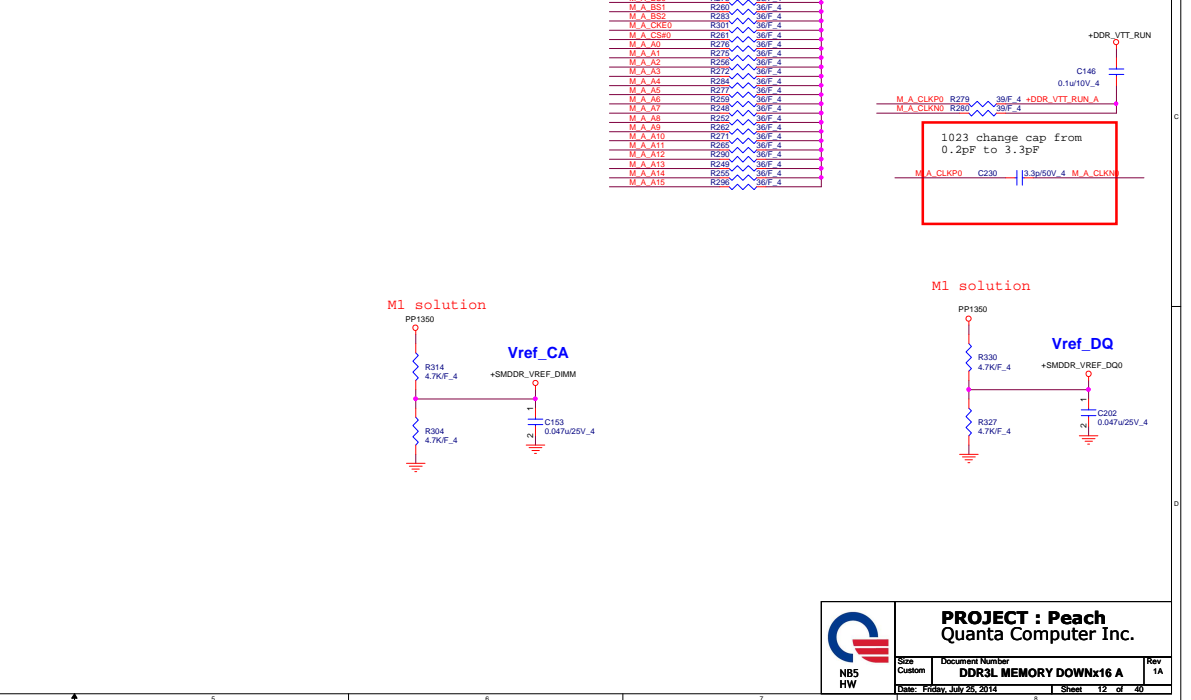 M_A_BS1 R260 36/F_4
M_A_BS2 R283 36/F_4
M_A_CKE0 R301 36/F_4
M_A_CS#0 R261 36/F_4
M_A_A0 R276 36/F_4
M_A_A1 R275 36/F_4
M_A_A2 R256 36/F_4
M_A_A3 R272 36/F_4
M_A_A4 R284 36/F_4
M_A_A5 R277 36/F_4
M_A_A6 R259 36/F_4
M_A_A7 R248 36/F_4
M_A_A8 R252 36/F_4
M_A_A9 R262 36/F_4
M_A_A10 R271 36/F_4
M_A_A11 R265 36/F_4
M_A_A12 R290 36/F_4
M_A_A13 R249 36/F_4
M_A_A14 R255 36/F_4
M_A_A15 R296 36/F_4
+DDR_VTT_RUN
C146
0.1u/10V_4
M_A_CLKP0 R279 39/F_4 +DDR_VTT_RUN_A
M_A_CLKN0 R280 39/F_4
1023 change cap from
0.2pF to 3.3pF
M_A_CLKP0 C230 3.3p/50V_4 M_A_CLKN0
C
M1 solution
PP1350
R314
4.7K/F_4
Vref_CA
+SMDDR_VREF_DIMM
1
C153
0.047u/25V_4
2
R304
4.7K/F_4
M1 solution
PP1350
R330
4.7K/F_4
Vref_DQ
+SMDDR_VREF_DQ0
1
C202
0.047u/25V_4
2
R327
4.7K/F_4
D
PROJECT : Peach
Quanta Computer Inc.
NB5
HW
Size
Custom
Document Number
DDR3L MEMORY DOWNx16 A
Rev
1A
Date: Friday, July 25, 2014 Sheet 12 of 40
5 6 7 8